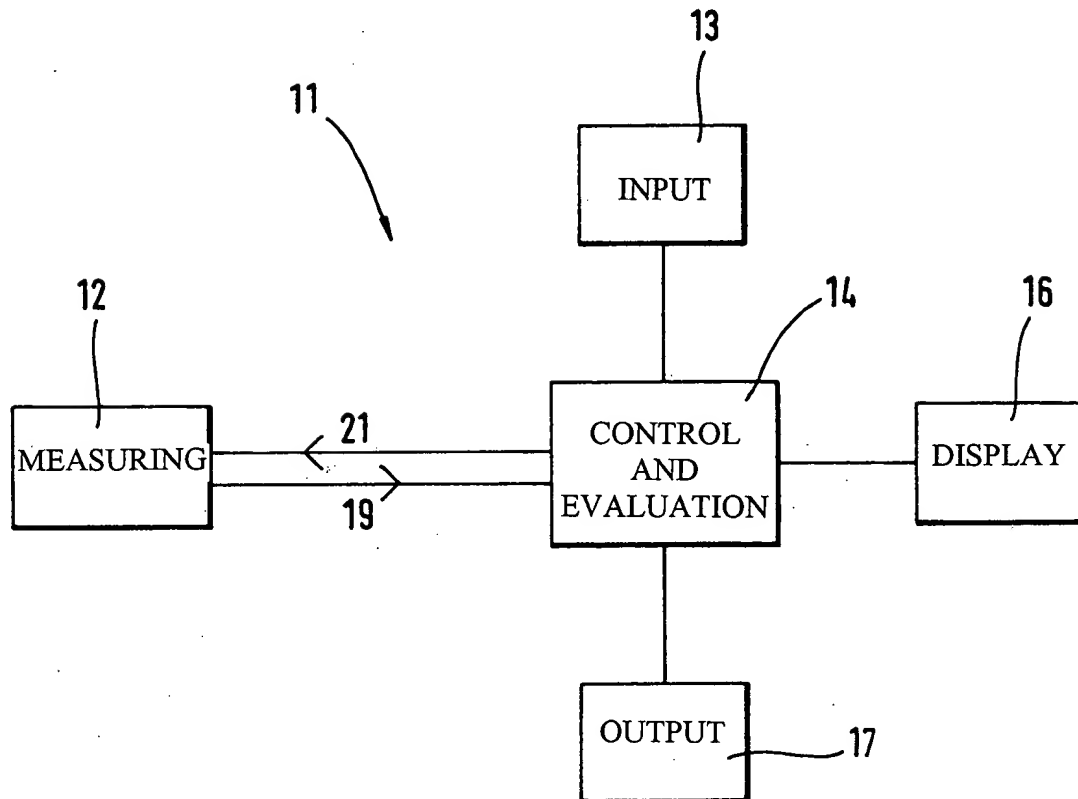 13
11
INPUT
12
14
16
MEASURING
21
19
CONTROL
AND
EVALUATION
DISPLAY
OUTPUT
17